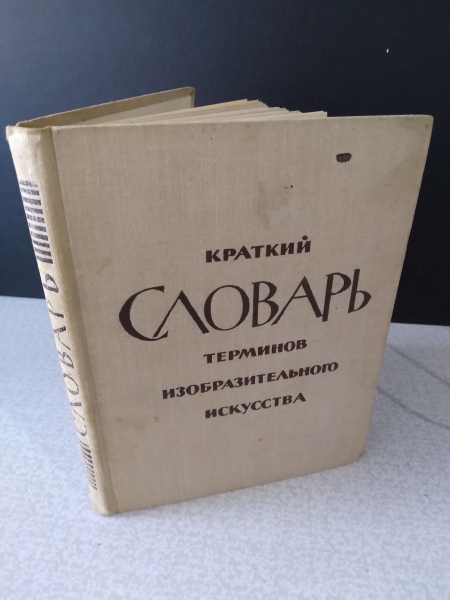 КРАТКИЙ
СЛОВАРЬ
ТЕРМИНОВ
ИЗОБРАЗИТЕЛЬНОГО
ИСКУССТВА
СЛОВАРЬ